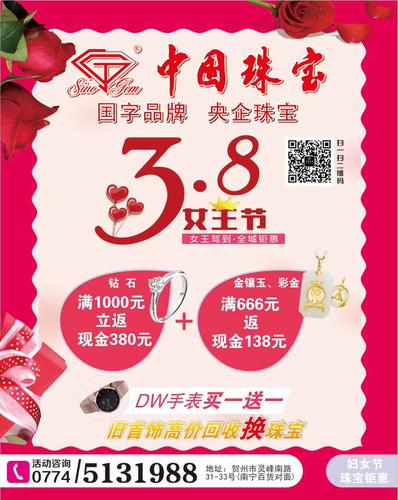 Sino Gem
®
中国珠宝
国字品牌 央企珠宝
3.8
女王节
女王驾到·全城钜惠
扫一扫二维码
钻石
满1000元
立返
现金380元
+
金镶玉、彩金
满666元
返
现金138元
DW手表买一送一
旧首饰高价回收换珠宝
活动咨询
0774/5131988
地址：贺州市灵峰南路
31-33号(南宁百货对面)
妇女节
珠宝钜惠